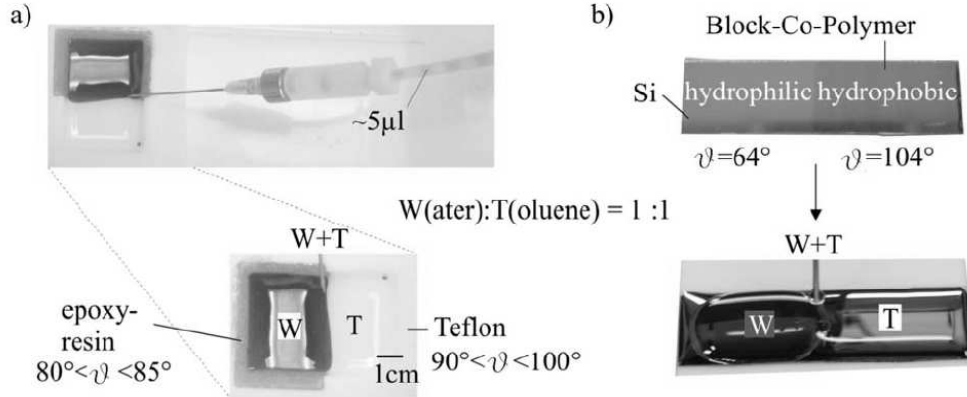 a)
~5µl
W(ater):T(oluene) = 1 :1
W+T
epoxy-
resin
80°<ϑ <85°
W
T
Teflon
90°<ϑ <100°
1cm
b)
Block-Co-Polymer
Si
hydrophilic hydrophobic
ϑ=64°
ϑ=104°
W+T
W
T